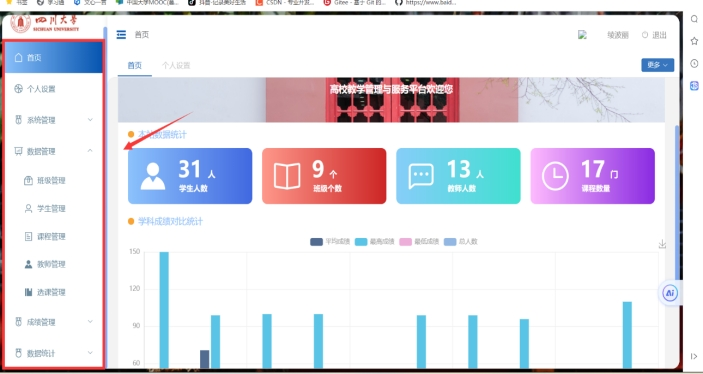 书签 学习通 文心一言 中国大学MOOC(慕... 抖音-记录美好生活 CSDN - 专业开发... Gitee - 基于 Git 的... https://www.baid...
四川大学
SICHUAN UNIVERSITY
首页
退出
首页
首页 个人设置
更多
个人设置
高校教学管理与服务平台欢迎您
系统管理
数据统计
数据管理
31 人
学生人数
9 个
班级个数
13 人
教师人数
17 门
课程数量
班级管理
学生管理
学科成绩对比统计
课程管理
平均成绩 最高成绩 最低成绩 总人数
150
教师管理
120
选课管理
Ai
成绩管理
90
数据统计
60